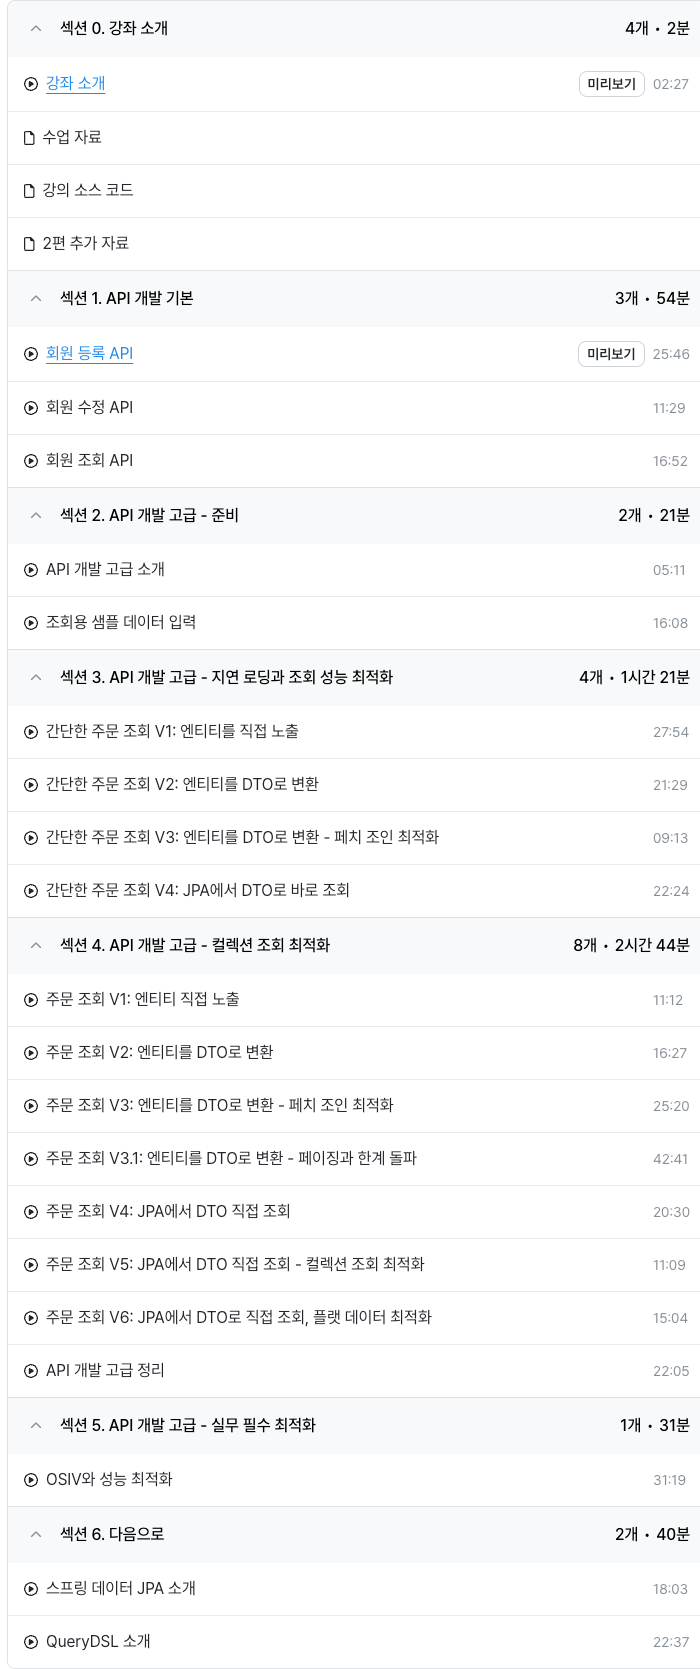 섹션 0. 강좌 소개 4개 • 2분
강좌 소개 미리보기 02:27
수업 자료
강의 소스 코드
2편 추가 자료
섹션 1. API 개발 기본 3개 • 54분
회원 등록 API 미리보기 25:46
회원 수정 API 11:29
회원 조회 API 16:52
섹션 2. API 개발 고급 - 준비 2개 • 21분
API 개발 고급 소개 05:11
조회용 샘플 데이터 입력 16:08
섹션 3. API 개발 고급 - 지연 로딩과 조회 성능 최적화 4개 • 1시간 21분
간단한 주문 조회 V1: 엔티티를 직접 노출 27:54
간단한 주문 조회 V2: 엔티티를 DTO로 변환 21:29
간단한 주문 조회 V3: 엔티티를 DTO로 변환 - 페치 조인 최적화 09:13
간단한 주문 조회 V4: JPA에서 DTO로 바로 조회 22:24
섹션 4. API 개발 고급 - 컬렉션 조회 최적화 8개 • 2시간 44분
주문 조회 V1: 엔티티 직접 노출 11:12
주문 조회 V2: 엔티티를 DTO로 변환 16:27
주문 조회 V3: 엔티티를 DTO로 변환 - 페치 조인 최적화 25:20
주문 조회 V3.1: 엔티티를 DTO로 변환 - 페이징과 한계 돌파 42:41
주문 조회 V4: JPA에서 DTO 직접 조회 20:30
주문 조회 V5: JPA에서 DTO 직접 조회 - 컬렉션 조회 최적화 11:09
주문 조회 V6: JPA에서 DTO로 직접 조회, 플랫 데이터 최적화 15:04
API 개발 고급 정리 22:05
섹션 5. API 개발 고급 - 실무 필수 최적화 1개 • 31분
OSIV와 성능 최적화 31:19
섹션 6. 다음으로 2개 • 40분
스프링 데이터 JPA 소개 18:03
QueryDSL 소개 22:37